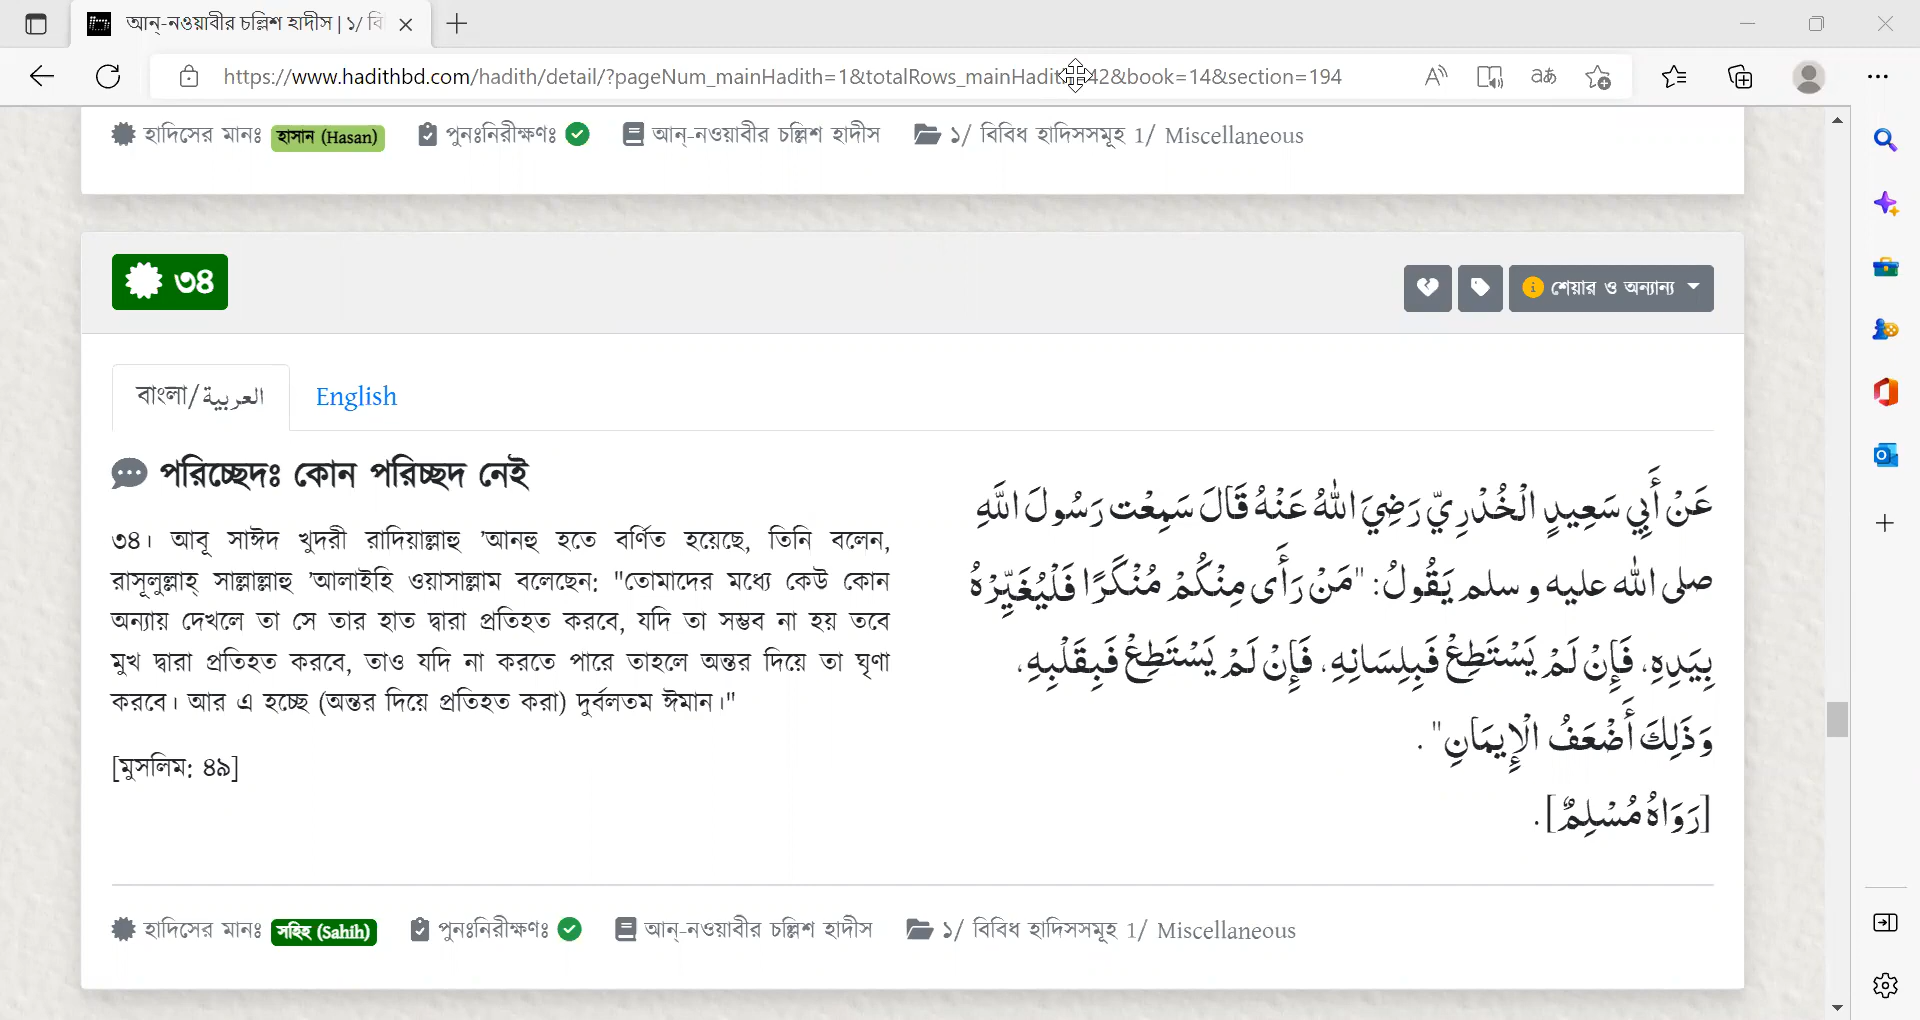 আন্-নওয়াবীর চল্লিশ হাদীস | ১/ বি
https://www.hadithbd.com/hadith/detail/?pageNum_mainHadith=1&totalRows_mainHadith=42&book=14&section=194
হাদিসের মানঃ হাসান (Hasan) পুনঃনিরীক্ষণঃ আন্-নওয়াবীর চল্লিশ হাদীস ১/ বিবিধ হাদিসসমূহ 1/ Miscellaneous
৩৪
শেয়ার ও অন্যান্য
বাংলা/العربية English
পরিচ্ছেদঃ কোন পরিচ্ছদ নেই
৩৪। আবূ সাঈদ খুদরী রাদিয়াল্লাহু 'আনহু হতে বর্ণিত হয়েছে, তিনি বলেন,
রাসূলুল্লাহ্ সাল্লাল্লাহু 'আলাইহি ওয়াসাল্লাম বলেছেন: "তোমাদের মধ্যে কেউ কোন
অন্যায় দেখলে তা সে তার হাত দ্বারা প্রতিহত করবে, যদি তা সম্ভব না হয় তবে
মুখ দ্বারা প্রতিহত করবে, তাও যদি না করতে পারে তাহলে অন্তর দিয়ে তা ঘৃণা
করবে। আর এ হচ্ছে (অন্তর দিয়ে প্রতিহত করা) দুর্বলতম ঈমান।"
[মুসলিম: ৪৯]
عَنْ أَبِي سَعِيدٍ الْخُدْرِيّ رَضِيَ اللهُ عَنْهُ قَالَ سَمِعْت رَسُولَ اللَّهِ
صلى الله عليه و سلم يَقُولُ: "مَنْ رَأَى مِنْكُمْ مُنْكَرًا فَلْيُغَيِّرْهُ
بِيَدِهِ، فَإِنْ لَمْ يَسْتَطِعْ فَبِلِسَانِهِ، فَإِنْ لَمْ يَسْتَطِعْ فَبِقَلْبِهِ،
وَذَلِكَ أَضْعَفُ الْإِيمَانِ" .
[رَوَاهُ مُسْلِمٌ].
হাদিসের মানঃ সহিহ (Sahih) পুনঃনিরীক্ষণঃ আন্-নওয়াবীর চল্লিশ হাদীস ১/ বিবিধ হাদিসসমূহ 1/ Miscellaneous